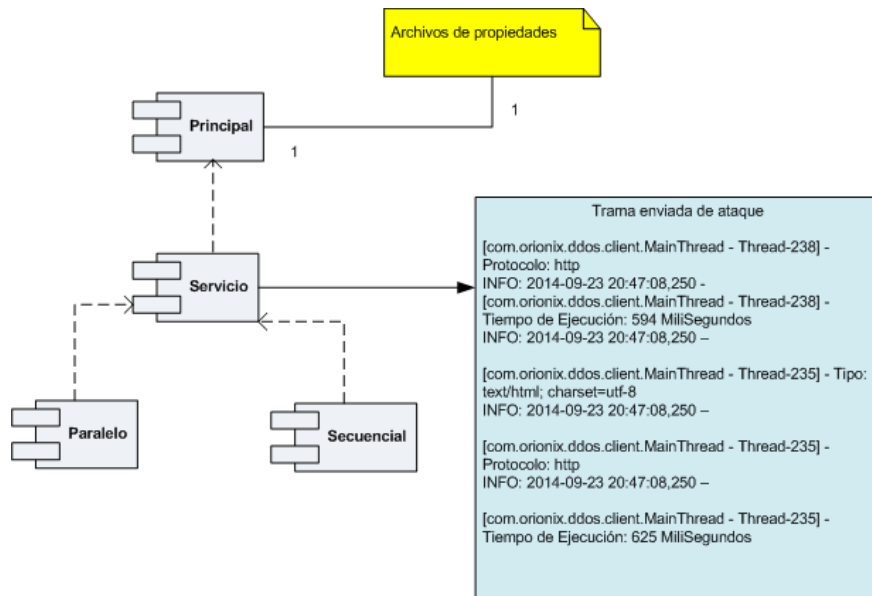 Archivos de propiedades
Principal
1
1
Trama enviada de ataque
[com.orionix.ddos.client.MainThread - Thread-238] -
Protocolo: http
INFO: 2014-09-23 20:47:08,250 -
[com.orionix.ddos.client.MainThread - Thread-238] -
Tiempo de Ejecución: 594 MiliSegundos
INFO: 2014-09-23 20:47:08,250 –
[com.orionix.ddos.client.MainThread - Thread-235] - Tipo:
text/html; charset=utf-8
INFO: 2014-09-23 20:47:08,250 –
[com.orionix.ddos.client.MainThread - Thread-235] -
Protocolo: http
INFO: 2014-09-23 20:47:08,250 –
[com.orionix.ddos.client.MainThread - Thread-235] -
Tiempo de Ejecución: 625 MiliSegundos
Servicio
Paralelo
Secuencial